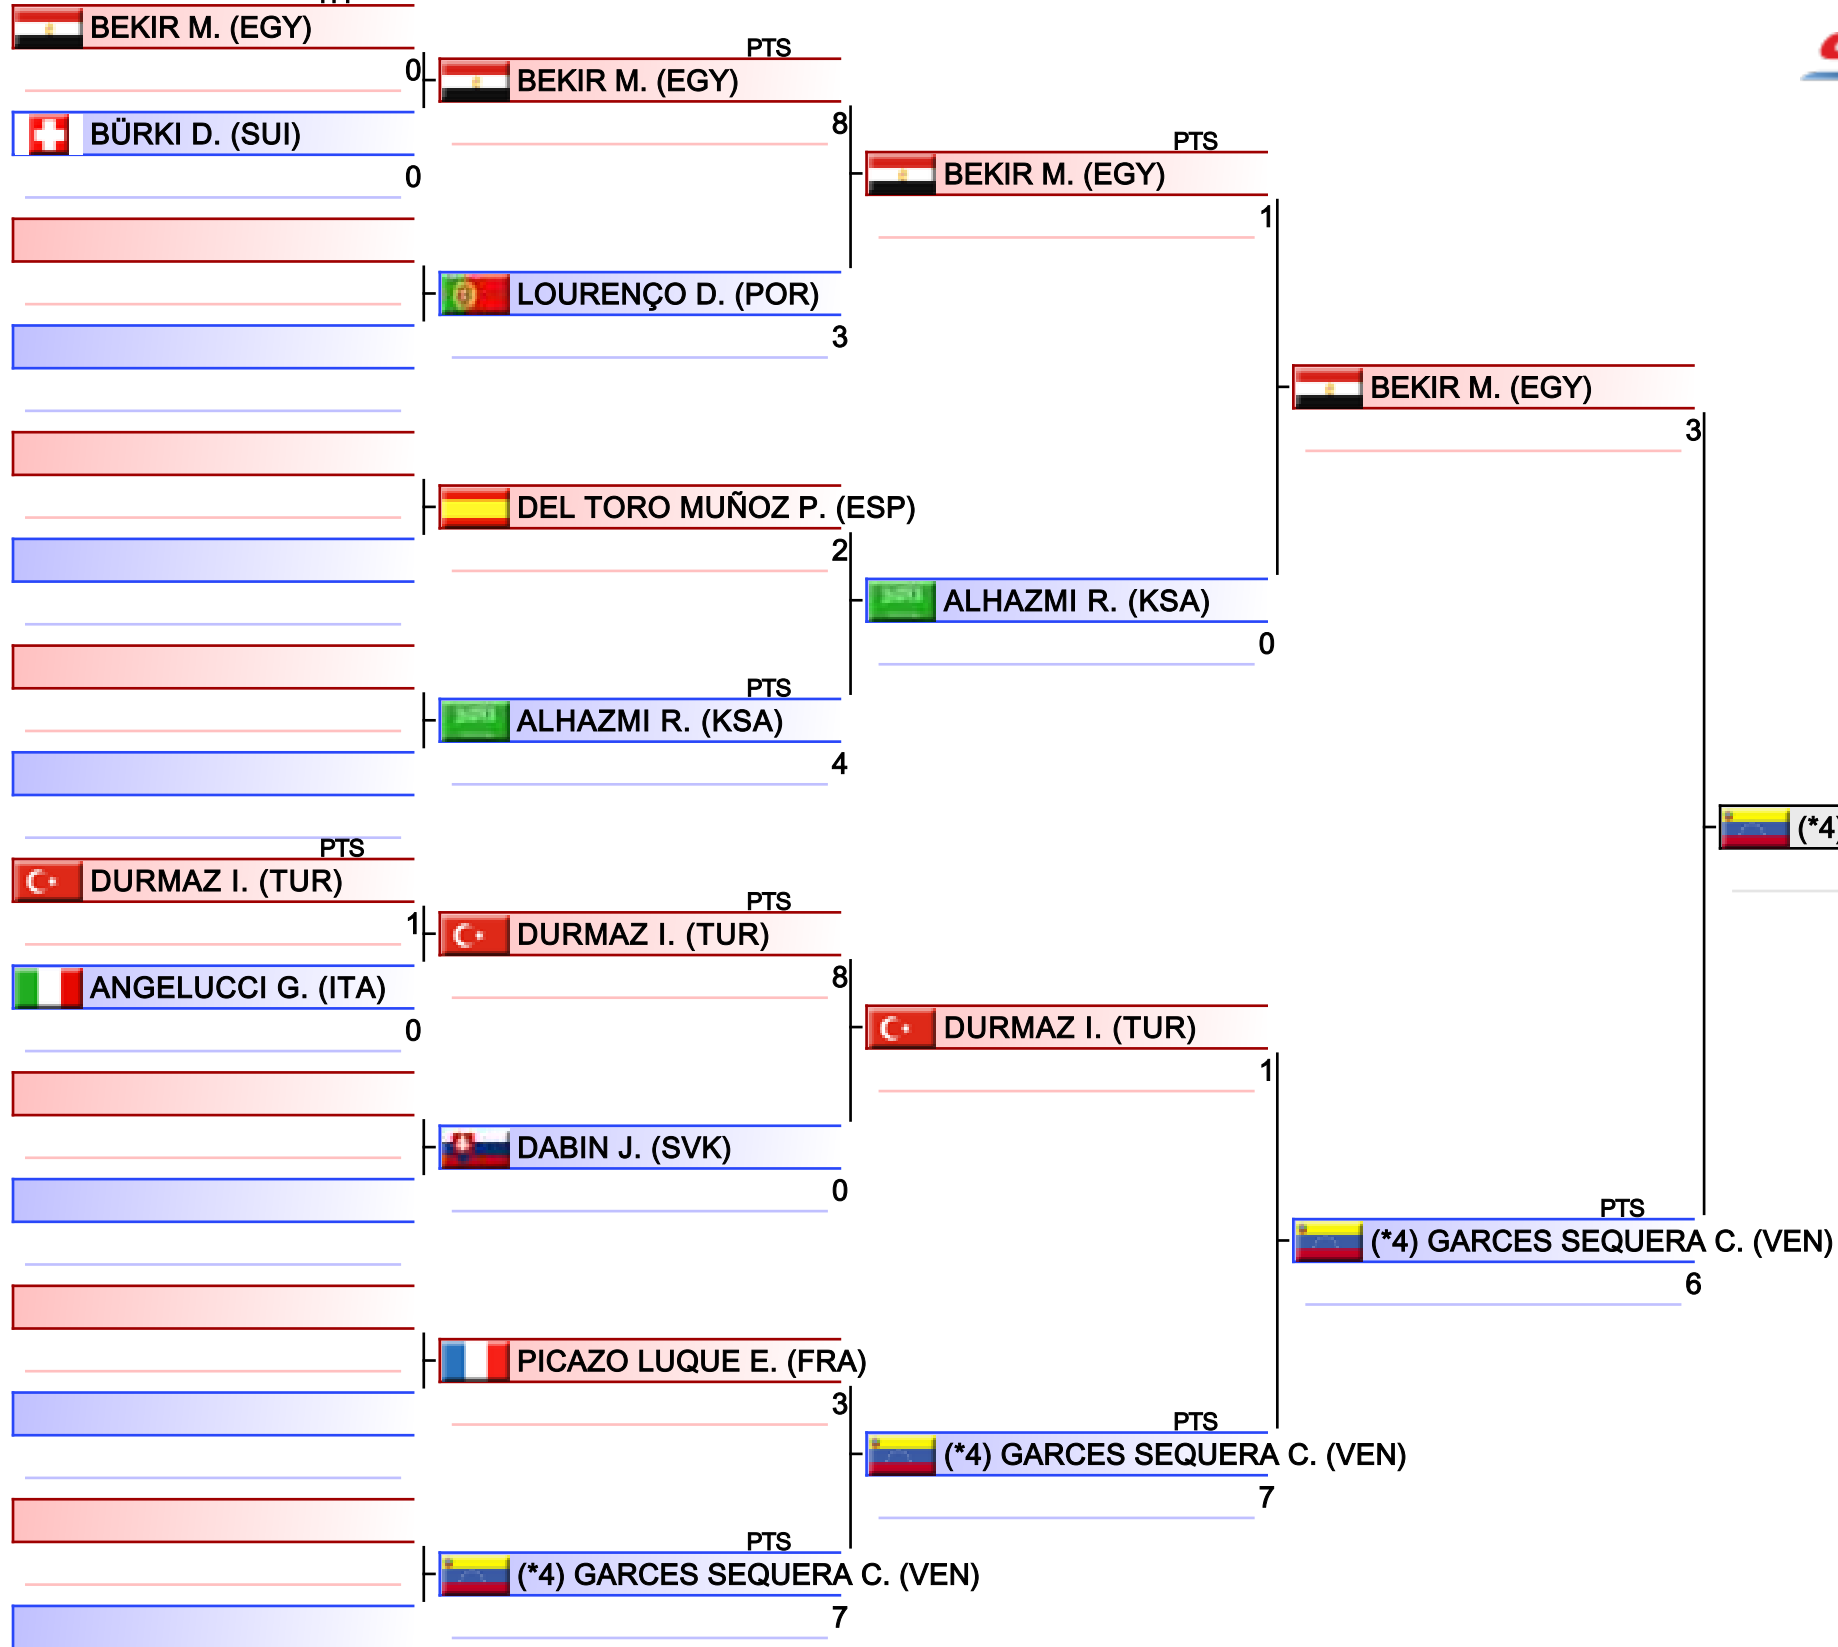 BEKIR M. (EGY)
0
BÜRKI D. (SUI)
0
PTS
DURMAZ I. (TUR)
1
ANGELUCCI G. (ITA)
0
PTS
BEKIR M. (EGY)
8
LOURENÇO D. (POR)
3
DEL TORO MUÑOZ P. (ESP)
2
PTS
ALHAZMI R. (KSA)
4
PTS
DURMAZ I. (TUR)
8
DABIN J. (SVK)
0
PICAZO LUQUE E. (FRA)
3
PTS
(*4) GARCES SEQUERA C. (VEN)
7
PTS
BEKIR M. (EGY)
1
ALHAZMI R. (KSA)
0
DURMAZ I. (TUR)
1
PTS
(*4) GARCES SEQUERA C. (VEN)
7
BEKIR M. (EGY)
3
PTS
(*4) GARCES SEQUERA C. (VEN)
6
(*4)